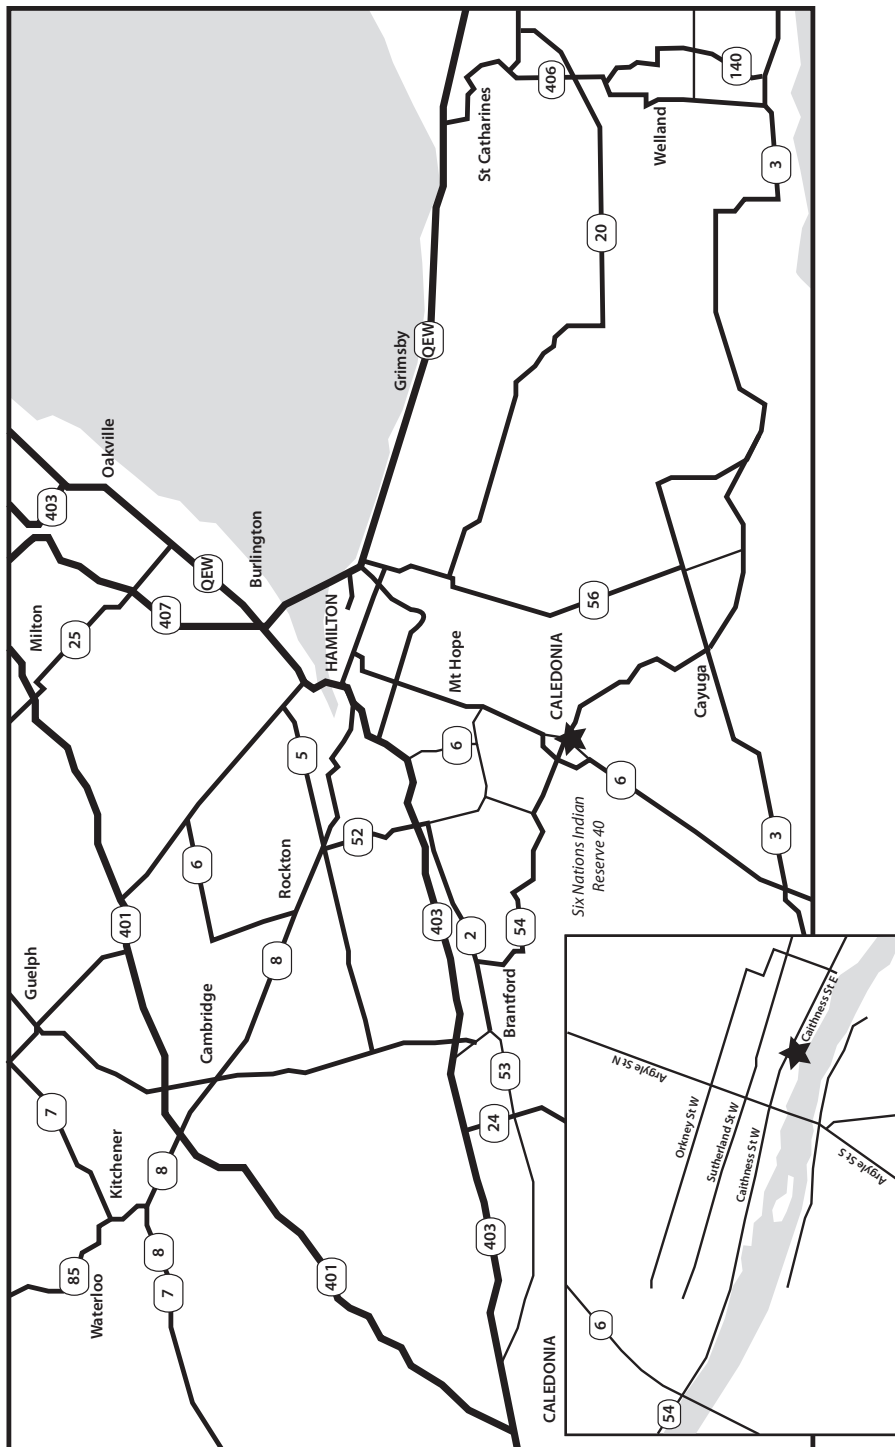 Waterloo
85
Kitchener
7
8
8
7
Guelph
Cambridge
401
401
Milton
25
407
403
Oakville
QEW
Burlington
HAMILTON
5
6
Rockton
8
52
403
403
2
54
Brantford
53
24
Mt Hope
6
CALEDONIA
6
Six Nations Indian
Reserve 40
Cayuga
3
56
Grimsby
QEW
20
St Catharines
406
Welland
140
3
CALEDONIA
54
6
Argyle St N
Orkney St W
Sutherland St W
Caithness St W
Caithness St E
Argyle St S